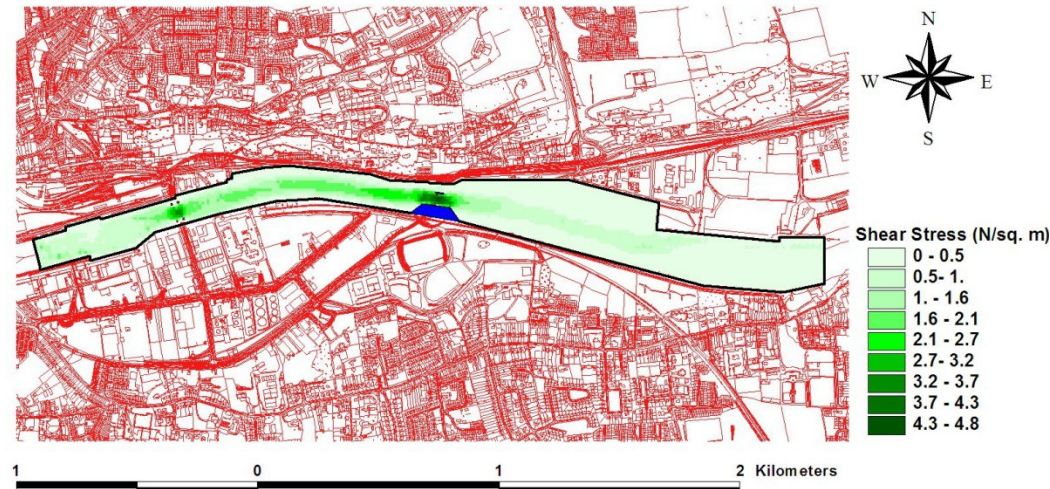 N
W E
S
Shear Stress (N/sq. m)
0 - 0.5
0.5- 1.
1. - 1.6
1.6 - 2.1
2.1 - 2.7
2.7- 3.2
3.2 - 3.7
3.7 - 4.3
4.3 - 4.8
1 0 1 2 Kilometers